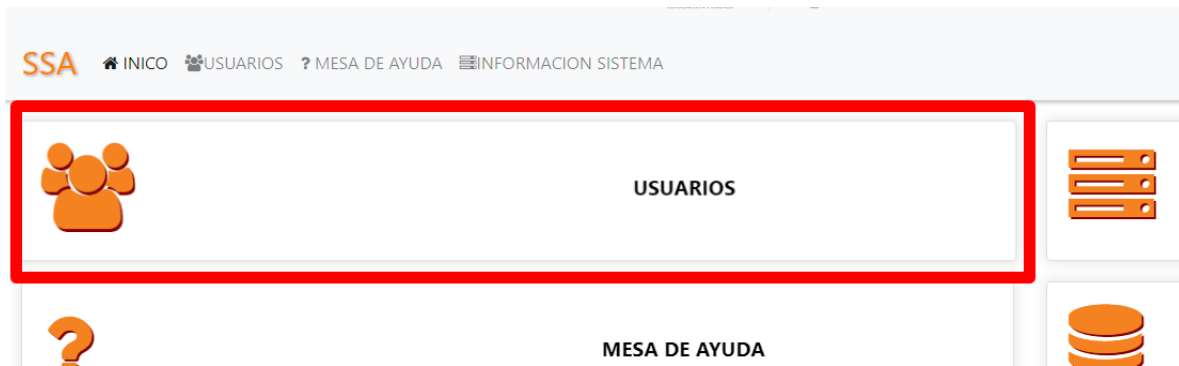 SSA INICO USUARIOS ? MESA DE AYUDA INFORMACION SISTEMA
USUARIOS
MESA DE AYUDA